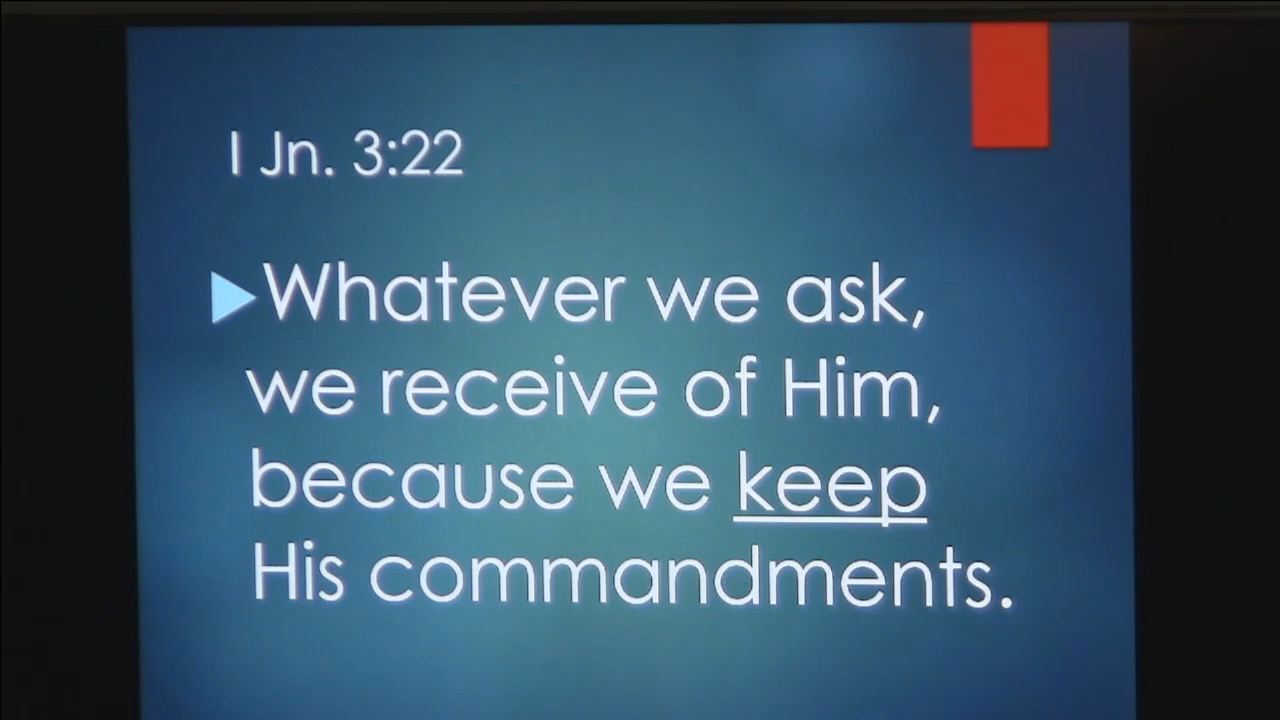 I Jn. 3:22
Whatever we ask,
we receive of Him,
because we keep
His commandments.